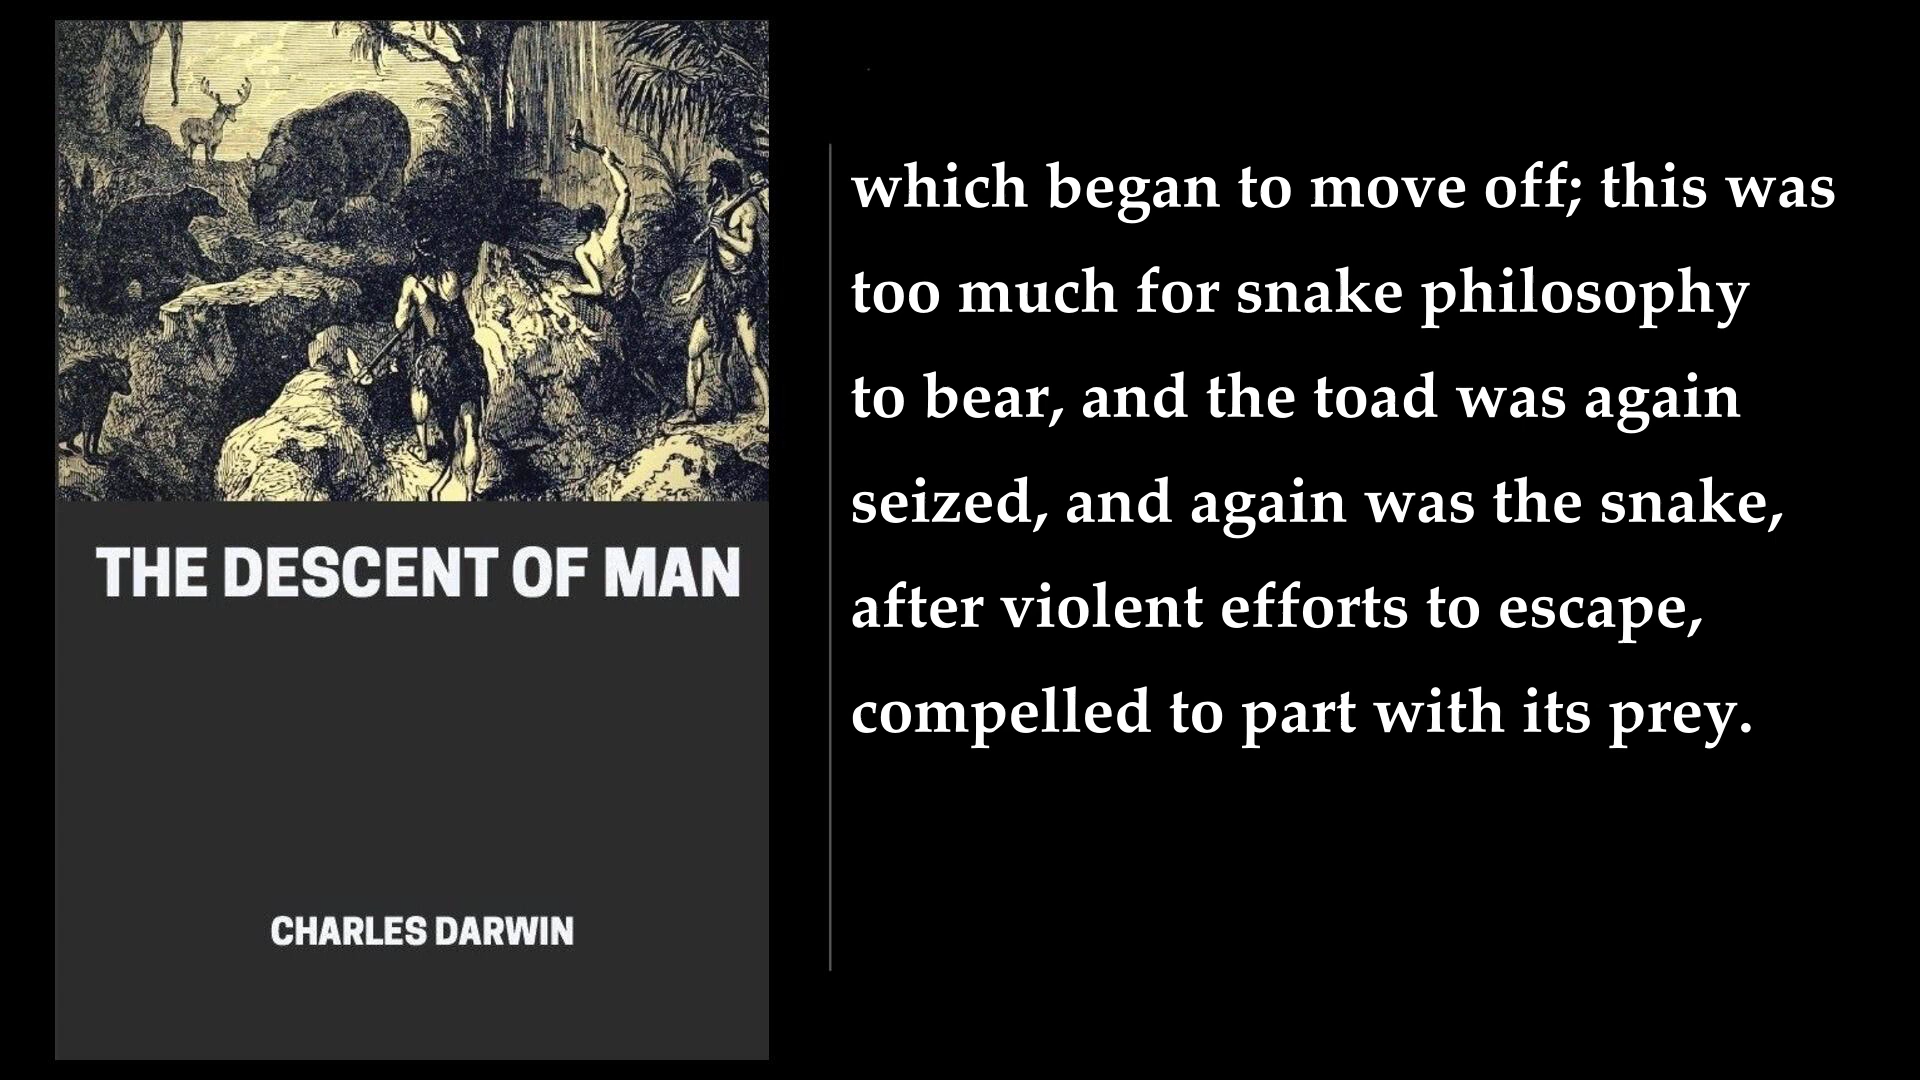 THE DESCENT OF MAN
CHARLES DARWIN
which began to move off; this was
too much for snake philosophy
to bear, and the toad was again
seized, and again was the snake,
after violent efforts to escape,
compelled to part with its prey.